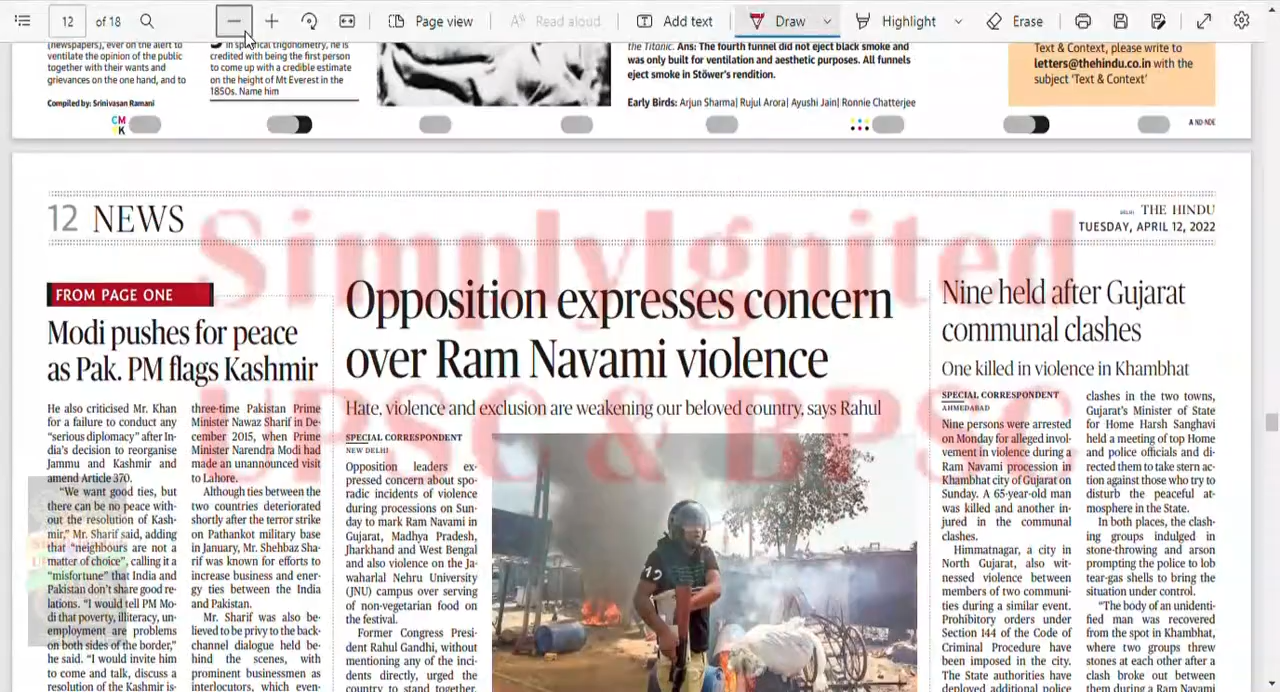 12 of 18
Page view
Read aloud
Add text
Draw
Highlight
Erase
(newspapers), ever on the alert to
ventilate the opinion of the public
together with their wants and
grievances on the one hand, and to
Compiled by: Srinivasan Ramani
in spherical trigonometry, he is
credited with being the first person
to come up with a credible estimate
on the height of Mt Everest in the
1850s. Name him
the Titanic. Ans: The fourth funnel did not eject black smoke and
was only built for ventilation and aesthetic purposes. All funnels
eject smoke in Stöwer's rendition.
Early Birds: Arjun Sharma| Rujul Arora| Ayushi Jain| Ronnie Chatterjee
Text & Context, please write to
letters@thehindu.co.in with the
subject ‘Text & Context’
CM
K
A ND-NDE
12 NEWS
DELHI THE HINDU
TUESDAY, APRIL 12, 2022
SimplyIgnited
UPSC & BPSC
FROM PAGE ONE
Modi pushes for peace
as Pak. PM flags Kashmir
He also criticised Mr. Khan
for a failure to conduct any
“serious diplomacy” after In-
dia’s decision to reorganise
Jammu and Kashmir and
amend Article 370.
“We want good ties, but
there can be no peace with-
out the resolution of Kash-
mir,” Mr. Sharif said, adding
that “neighbours are not a
matter of choice”, calling it a
“misfortune” that India and
Pakistan don’t share good re-
lations. “I would tell PM Mo-
di that poverty, illiteracy, un-
employment are problems
on both sides of the border,”
he said. “I would invite him
to come and talk, discuss a
resolution of the Kashmir is-
three-time Pakistan Prime
Minister Nawaz Sharif in De-
cember 2015, when Prime
Minister Narendra Modi had
made an unannounced visit
to Lahore.
Although ties between the
two countries deteriorated
shortly after the terror strike
on Pathankot military base
in January, Mr. Shehbaz Sha-
rif was known for efforts to
increase business and ener-
gy ties between the India
and Pakistan.
Mr. Sharif was also be-
lieved to be privy to the back-
channel dialogue held be-
hind the scenes, with
prominent businessmen as
interlocutors, which even-
Opposition expresses concern
over Ram Navami violence
Hate, violence and exclusion are weakening our beloved country, says Rahul
SPECIAL CORRESPONDENT
NEW DELHI
Opposition leaders ex-
pressed concern about spo-
radic incidents of violence
during processions on Sun-
day to mark Ram Navami in
Gujarat, Madhya Pradesh,
Jharkhand and West Bengal
and also violence on the Ja-
waharlal Nehru University
(JNU) campus over serving
of non-vegetarian food on
the festival.
Former Congress Presi-
dent Rahul Gandhi, without
mentioning any of the inci-
dents directly, urged the
country to stand together.
12
Nine held after Gujarat
communal clashes
One killed in violence in Khambhat
SPECIAL CORRESPONDENT
AHMEDABAD
Nine persons were arrested
on Monday for alleged invol-
vement in violence during a
Ram Navami procession in
Khambhat city of Gujarat on
Sunday. A 65-year-old man
was killed and another in-
jured in the communal
clashes.
Himmatnagar, a city in
North Gujarat, also wit-
nessed violence between
members of two communi-
ties during a similar event.
Prohibitory orders under
Section 144 of the Code of
Criminal Procedure have
been imposed in the city.
The State authorities have
deployed additional police
clashes in the two towns,
Gujarat’s Minister of State
for Home Harsh Sanghavi
held a meeting of top Home
and police officials and di-
rected them to take stern ac-
tion against those who try to
disturb the peaceful at-
mosphere in the State.
In both places, the clash-
ing groups indulged in
stone-throwing and arson
prompting the police to lob
tear-gas shells to bring the
situation under control.
“The body of an unidenti-
fied man was recovered
from the spot in Khambhat,
where two groups threw
stones at each other after a
clash broke out between
them during a Ram Navami